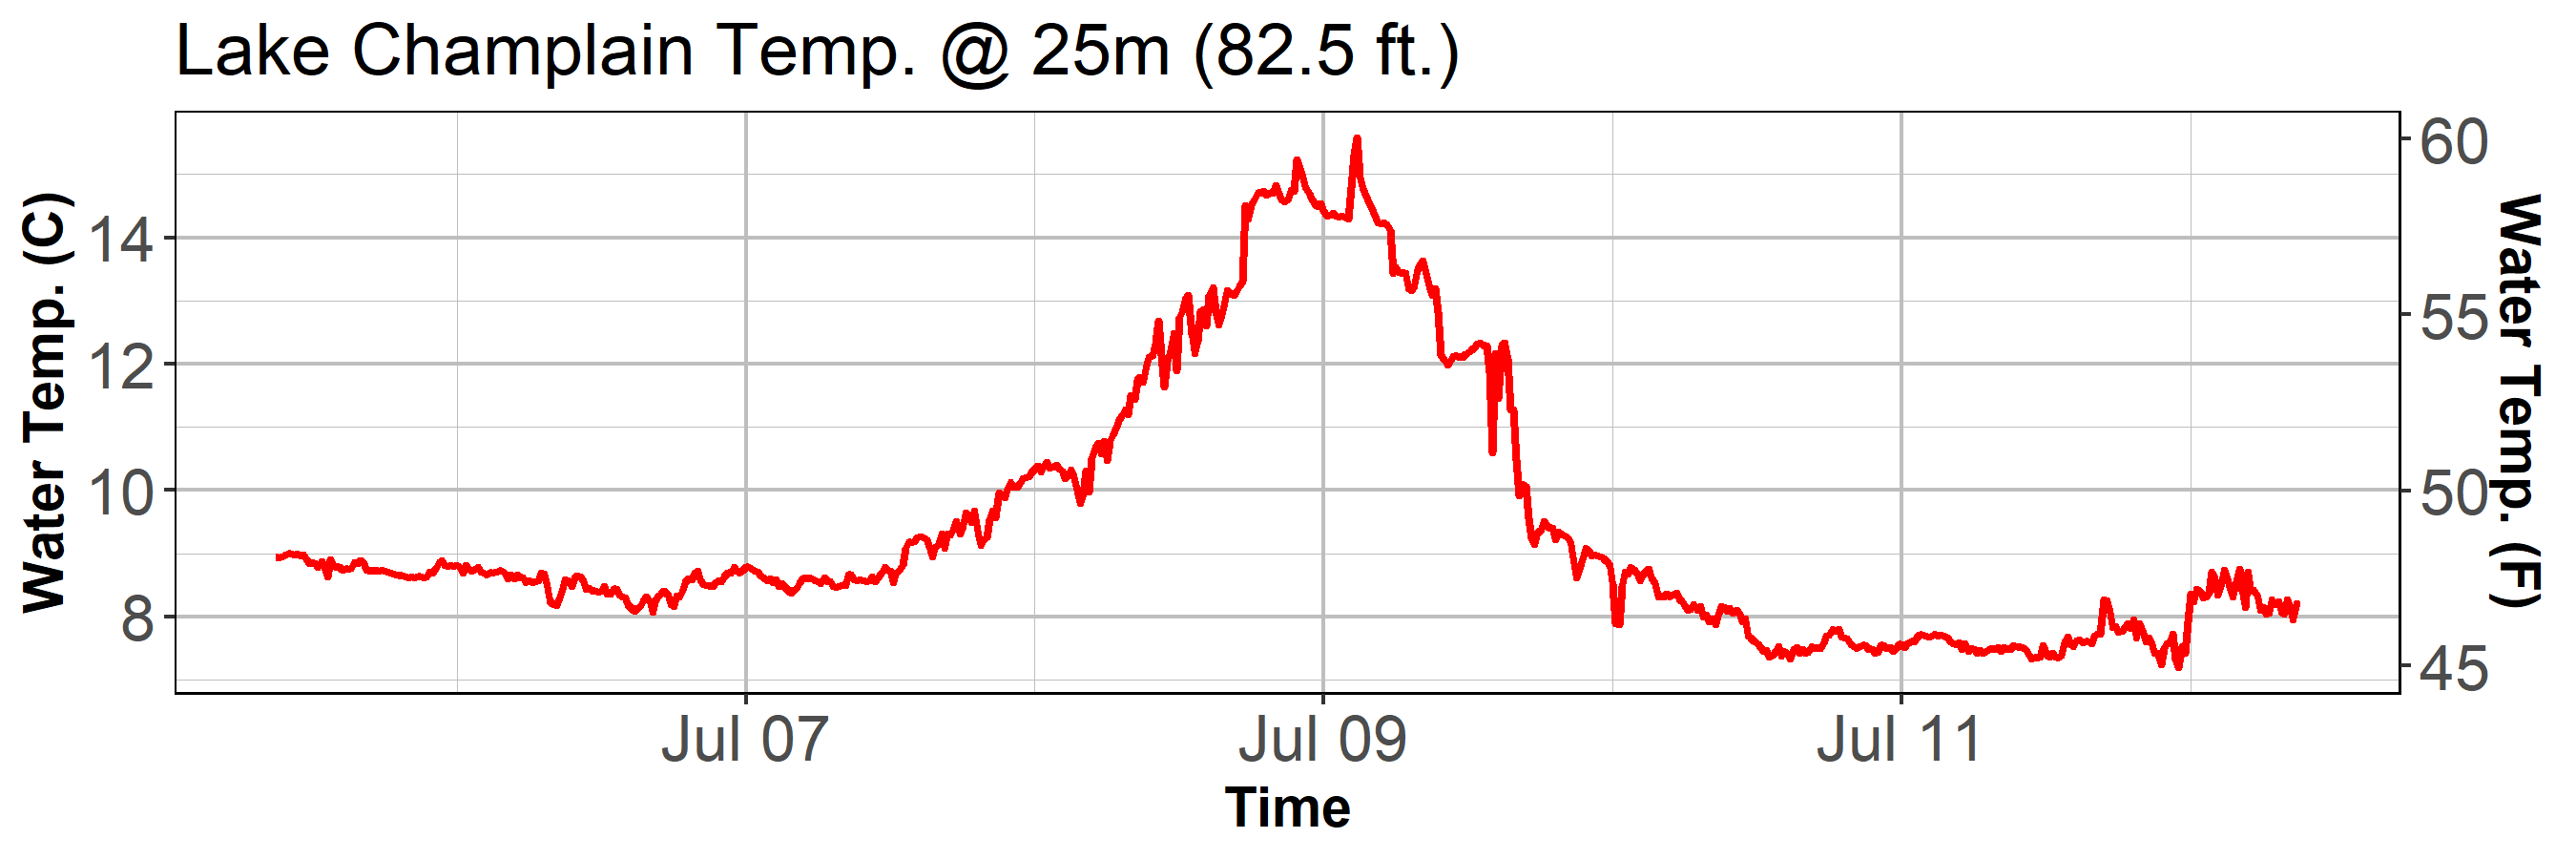 Lake Champlain Temp. @ 25m (82.5 ft.)
Water Temp. (C)
14
12
10
8
60
55
50
45
Water Temp. (F)
Jul 07
Jul 09
Jul 11
Time